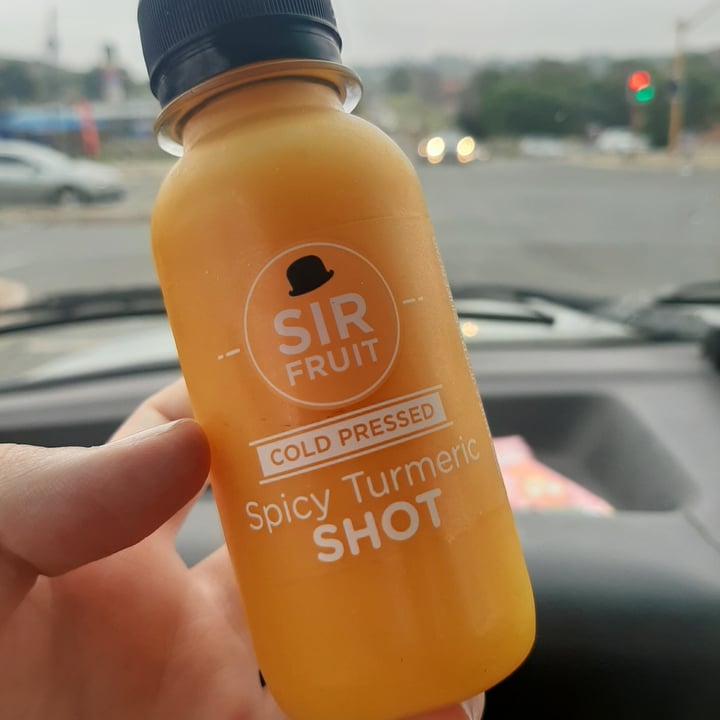 SIR
FRUIT
COLD PRESSED
Spicy Turmeric
SHOT